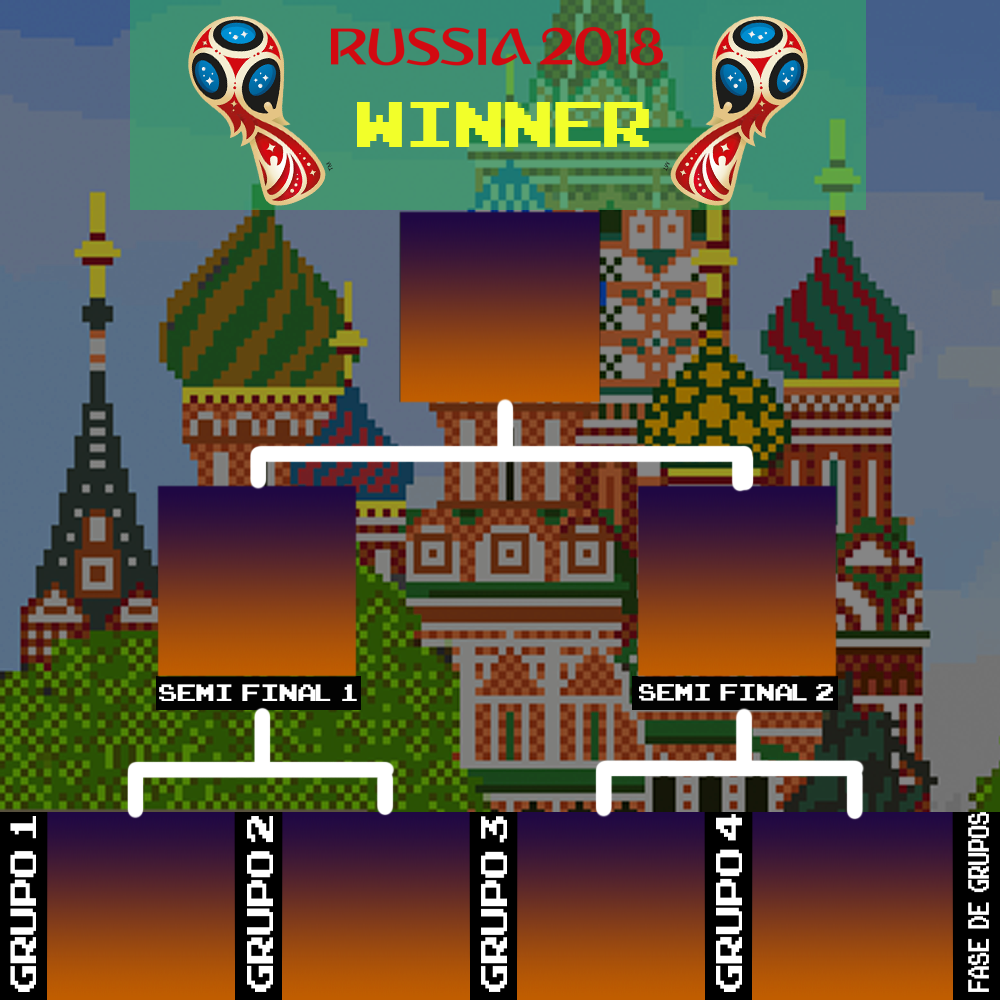 RUSSIA 2018
WINNER
SEMI FINAL 1
SEMI FINAL 2
GRUPO 1
GRUPO 2
GRUPO 3
GRUPO 4
FASE DE GRUPOS